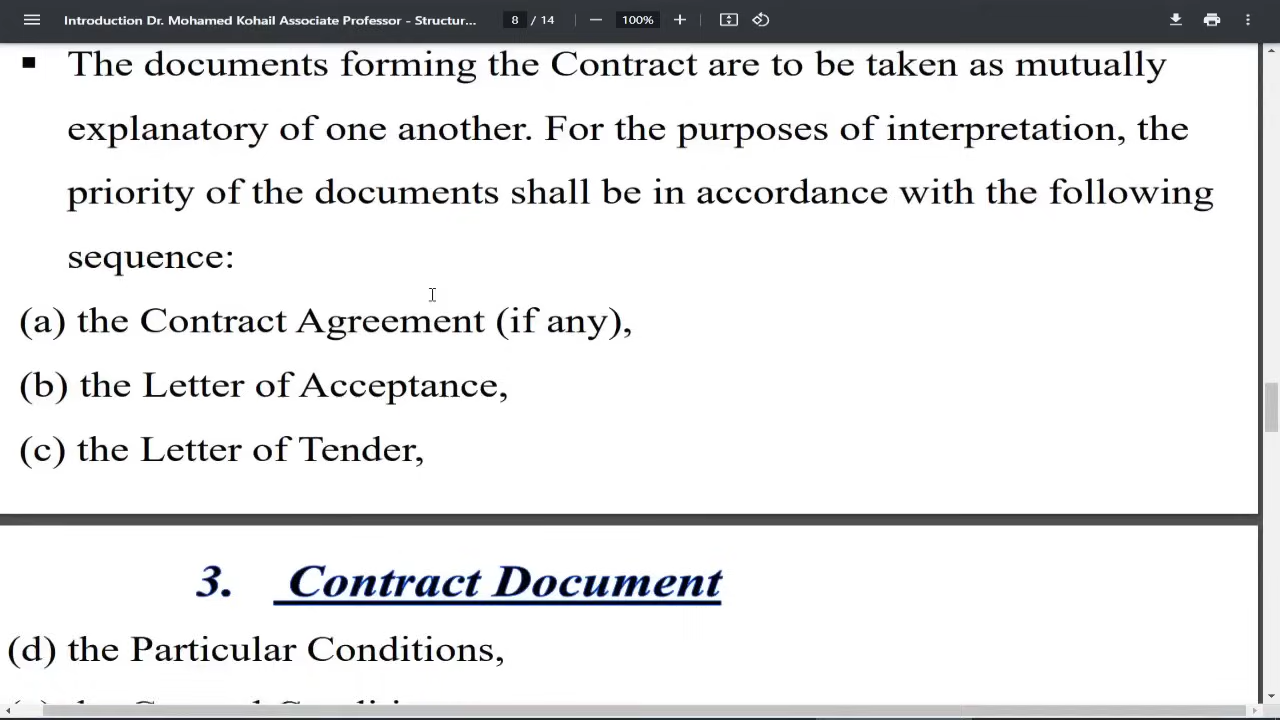 Introduction Dr. Mohamed Kohail Associate Professor - Structur...
8 / 14
100%
▪ The documents forming the Contract are to be taken as mutually
explanatory of one another. For the purposes of interpretation, the
priority of the documents shall be in accordance with the following
sequence:
(a) the Contract Agreement (if any),
(b) the Letter of Acceptance,
(c) the Letter of Tender,
3. Contract Document
(d) the Particular Conditions,